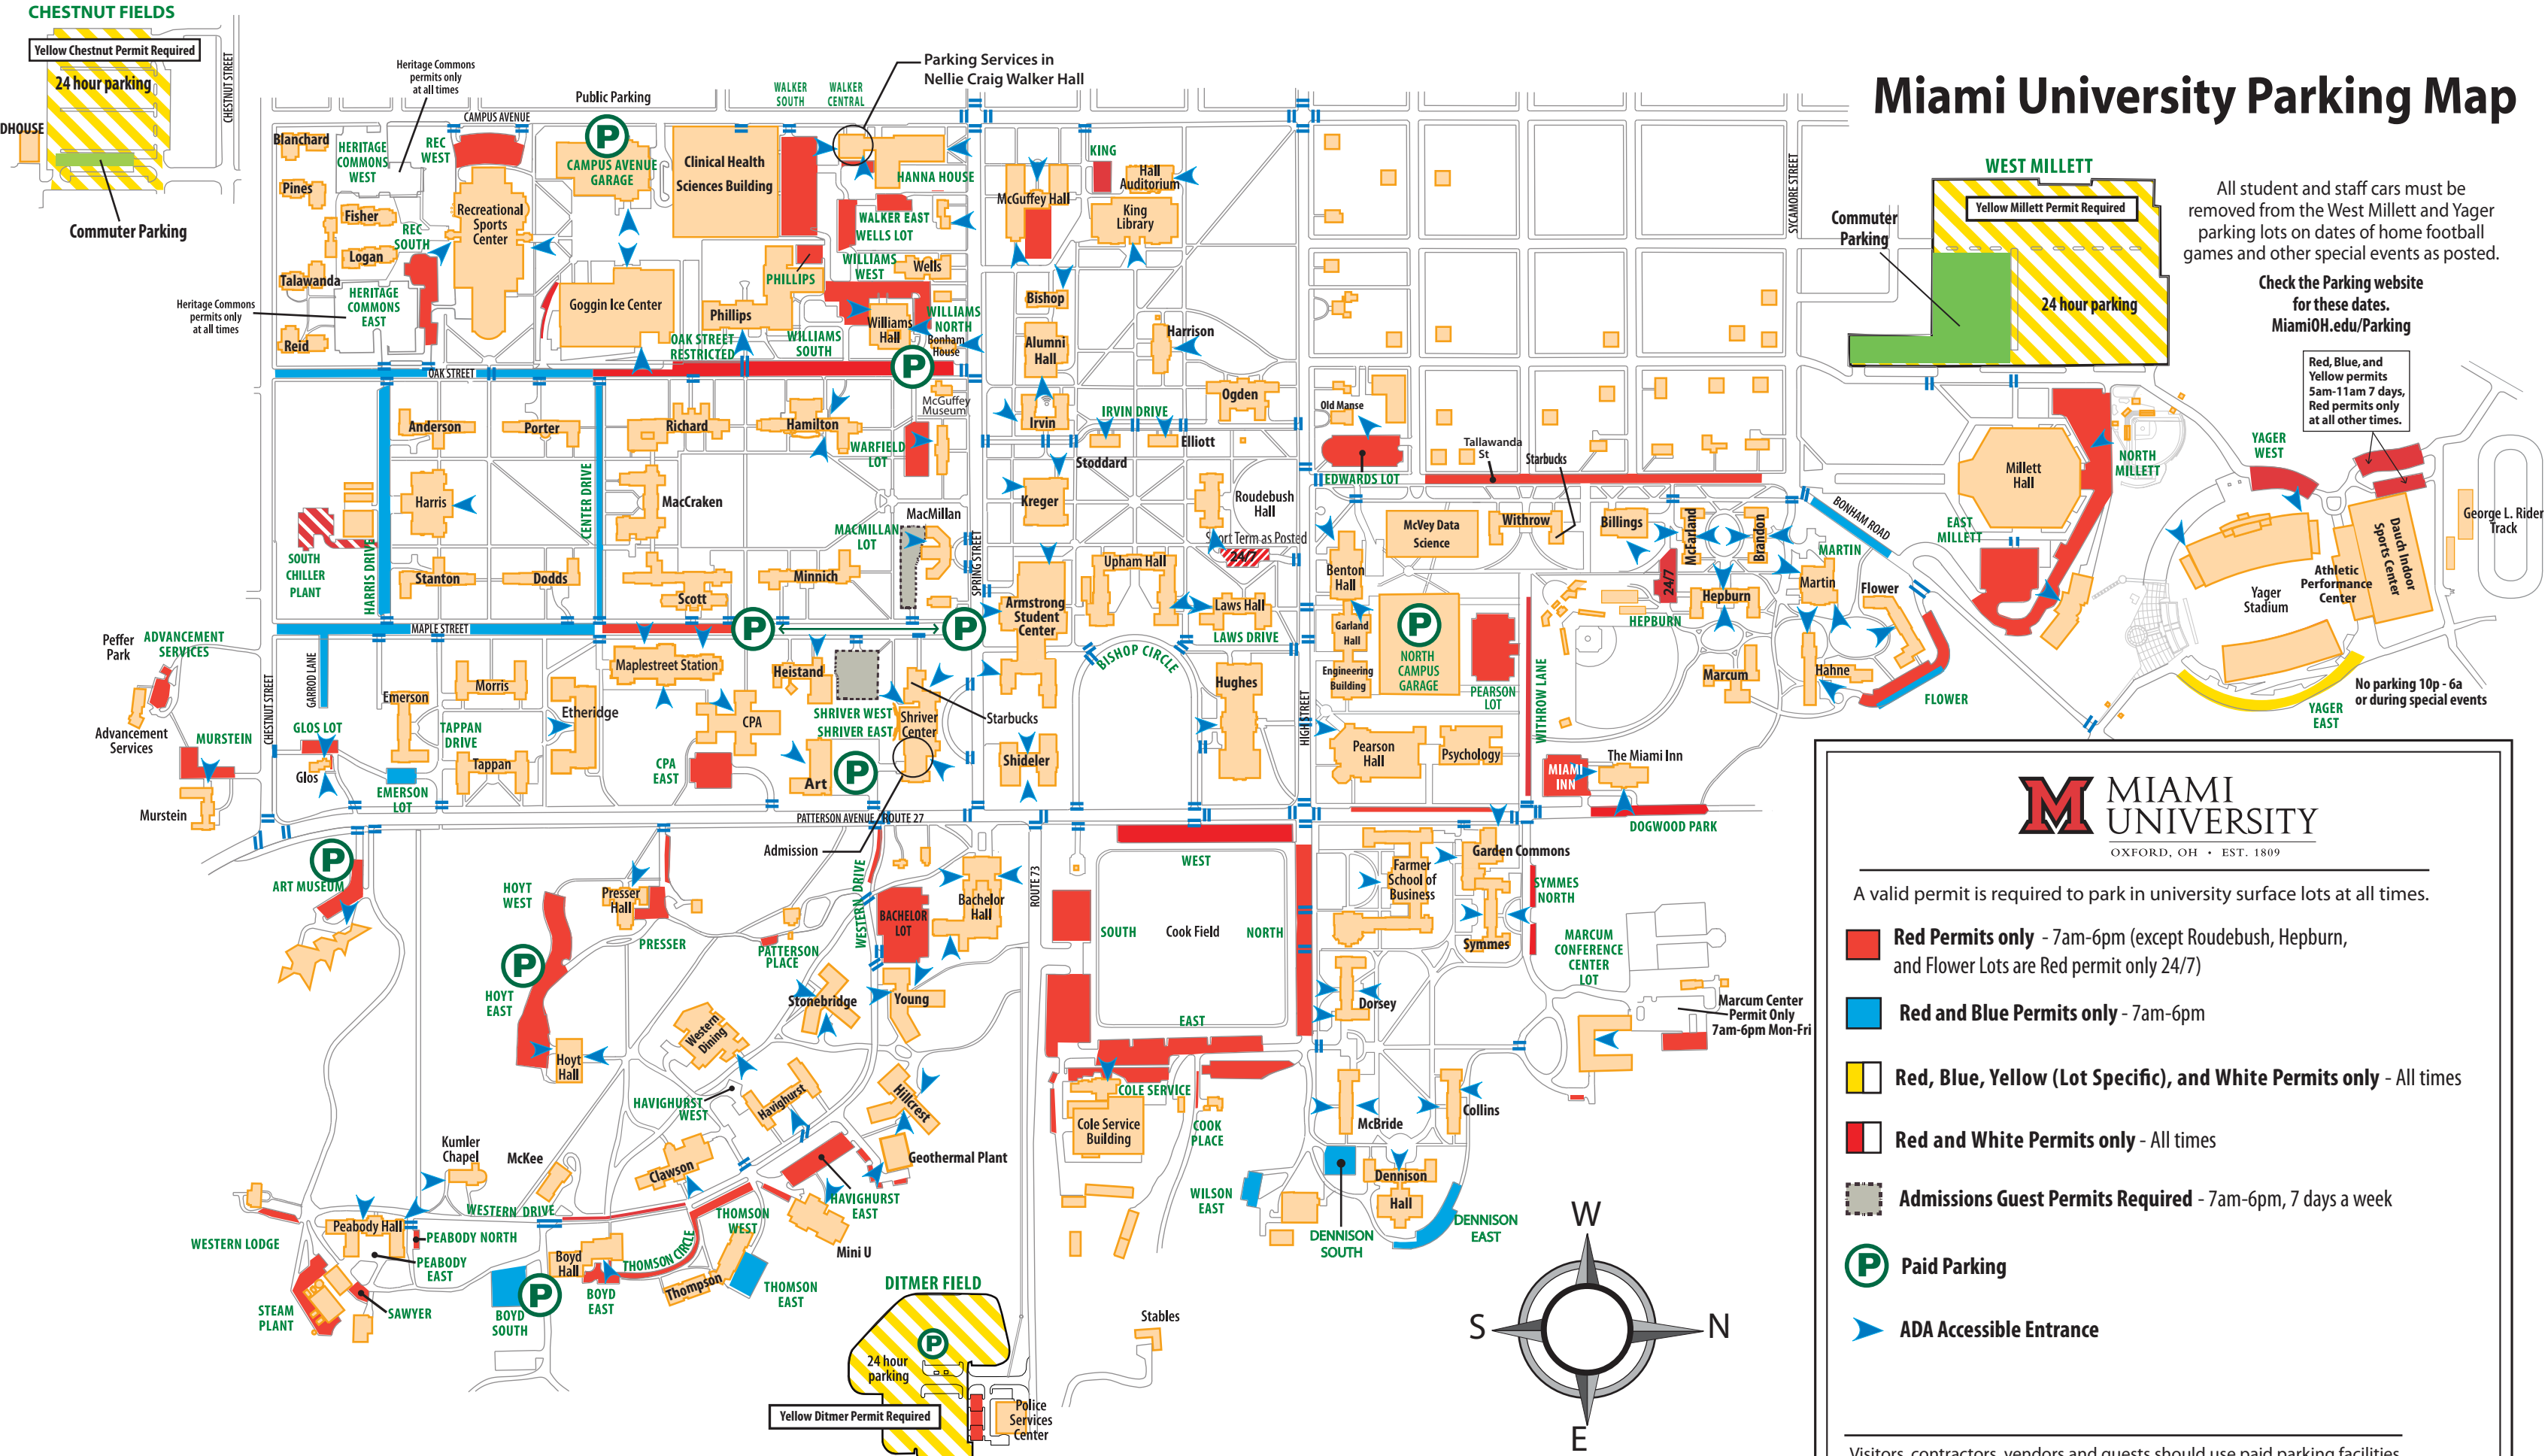 CHESTNUT FIELDS
Yellow Chestnut Permit Required
24 hour parking
CHESTNUT STREET
DHOUSE
Commuter Parking
Heritage Commons
permits only
at all times
Public Parking
WALKER
SOUTH
WALKER
CENTRAL
Parking Services in
Nellie Craig Walker Hall
Miami University Parking Map
CAMPUS AVENUE
Blanchard
HERITAGE
COMMONS
WEST
REC
WEST
CAMPUS AVENUE
GARAGE
Clinical Health
Sciences Building
HANNA HOUSE
KING
Hall
Auditorium
McGuffey Hall
King
Library
Pines
Fisher
Recreational
Sports
Center
REC
SOUTH
Logan
WALKER EAST
WELLS LOT
WILLIAMS
WEST
Wells
PHILLIPS
Talawanda
HERITAGE
COMMONS
EAST
Heritage Commons
permits only
at all times
Reid
Goggin Ice Center
Phillips
Williams
Hall
WILLIAMS
NORTH
Bonham
House
WILLIAMS
SOUTH
OAK STREET
RESTRICTED
Bishop
Alumni
Hall
Harrison
SYCAMORE STREET
WEST MILLETT
Yellow Millett Permit Required
Commuter
Parking
24 hour parking
All student and staff cars must be
removed from the West Millett and Yager
parking lots on dates of home football
games and other special events as posted.
Check the Parking website
for these dates.
MiamiOH.edu/Parking
Red, Blue, and
Yellow permits
5am-11am 7 days,
Red permits only
at all other times.
OAK STREET
McGuffey
Museum
Anderson
Porter
Richard
Hamilton
WARFIELD
LOT
Irvin
IRVIN DRIVE
Ogden
Elliott
Stoddard
Old Manse
EDWARDS LOT
Tallawanda
St
Starbucks
Millett
Hall
NORTH
MILLETT
YAGER
WEST
George L. Rider
Track
Dauch Indoor
Sports Center
Athletic
Performance
Center
Yager
Stadium
EAST
MILLETT
CENTER DRIVE
HARRIS DRIVE
Harris
MacCraken
MacMillan
MACMILLAN
LOT
SPRING STREET
Kreger
Roudebush
Hall
Short Term as Posted
24/7
McVey Data
Science
Withrow
Billings
McFarland
Brandon
BONHAM ROAD
MARTIN
Martin
Flower
SOUTH
CHILLER
PLANT
Stanton
Dodds
Scott
Minnich
Armstrong
Student
Center
Upham Hall
Laws Hall
LAWS DRIVE
Benton
Hall
Garland
Hall
Engineering
Building
NORTH
CAMPUS
GARAGE
PEARSON
LOT
24/7
Hepburn
HEPBURN
Marcum
Hahne
FLOWER
No parking 10p - 6a
or during special events
YAGER
EAST
MAPLE STREET
BISHOP CIRCLE
Peffer
Park
ADVANCEMENT
SERVICES
Advancement
Services
CHESTNUT STREET
GARROD LANE
Maplestreet Station
Heistand
SHRIVER WEST
SHRIVER EAST
Shriver
Center
Starbucks
Emerson
Morris
Etheridge
TAPPAN
DRIVE
Tappan
CPA
CPA
EAST
Art
Shideler
Hughes
HIGH STREET
Pearson
Hall
Psychology
WITHROW LANE
MIAMI
INN
The Miami Inn
DOGWOOD PARK
MURSTEIN
Murstein
GLOS LOT
Glos
EMERSON
LOT
PATTERSON AVENUE / ROUTE 27
Admission
ART MUSEUM
HOYT
WEST
HOYT
EAST
Hoyt
Hall
Presser
Hall
PRESSER
PATTERSON
PLACE
WESTERN DRIVE
BACHELOR
LOT
Bachelor
Hall
ROUTE 73
WEST
SOUTH
Cook Field
NORTH
EAST
Farmer
School of
Business
Garden Commons
Symmes
SYMMES
NORTH
MARCUM
CONFERENCE
CENTER
LOT
Marcum Center
Permit Only
7am-6pm Mon-Fri
Stonebridge
Young
Western
Dining
HAVIGHURST
WEST
Havighurst
Hillcrest
Geothermal Plant
HAVIGHURST
EAST
Clawson
Mini U
Dorsey
COLE SERVICE
Cole Service
Building
COOK
PLACE
McBride
Collins
Dennison
Hall
WILSON
EAST
DENNISON
SOUTH
DENNISON
EAST
Kumler
Chapel
McKee
WESTERN DRIVE
Peabody Hall
PEABODY NORTH
PEABODY
EAST
WESTERN LODGE
STEAM
PLANT
SAWYER
Boyd
Hall
BOYD
SOUTH
BOYD
EAST
THOMSON CIRCLE
THOMSON
WEST
Thompson
THOMSON
EAST
DITMER FIELD
24 hour
parking
Yellow Ditmer Permit Required
Police
Services
Center
Stables
W
S
N
E
M
MIAMI
UNIVERSITY
OXFORD, OH • EST. 1809
A valid permit is required to park in university surface lots at all times.
Red Permits only - 7am-6pm (except Roudebush, Hepburn,
and Flower Lots are Red permit only 24/7)
Red and Blue Permits only - 7am-6pm
Red, Blue, Yellow (Lot Specific), and White Permits only - All times
Red and White Permits only - All times
Admissions Guest Permits Required - 7am-6pm, 7 days a week
P Paid Parking
ADA Accessible Entrance
Visitors, contractors, vendors and guests should use paid parking facilities